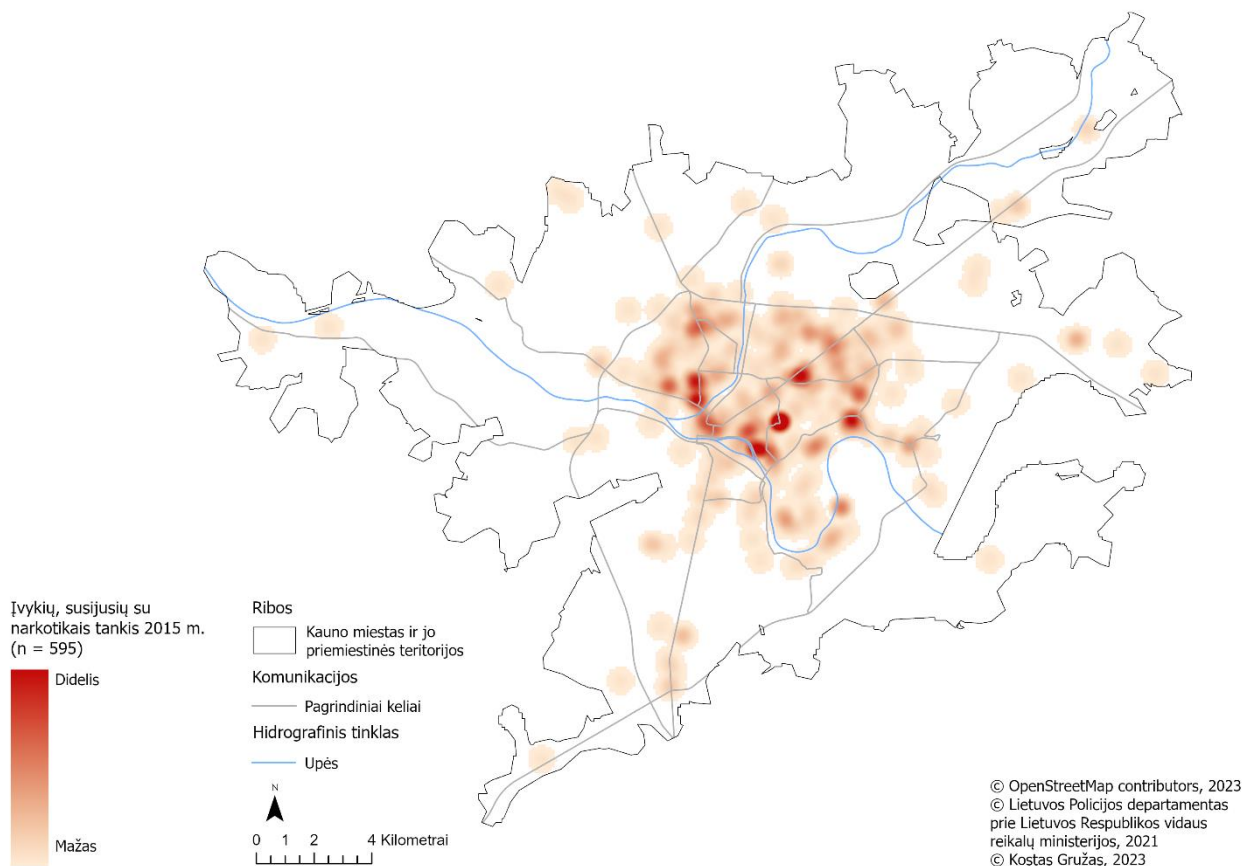 Įvykių, susijusių su
narkotikais tankis 2015 m.
(n = 595)
Didelis
Mažas
Ribos
Kauno miestas ir jo
priemiestinės teritorijos
Komunikacijos
Pagrindiniai keliai
Hidrografinis tinklas
Upės
N
0 1 2 4 Kilometrai
© OpenStreetMap contributors, 2023
© Lietuvos Policijos departamentas
prie Lietuvos Respublikos vidaus
reikalų ministerijos, 2021
© Kostas Gružas, 2023